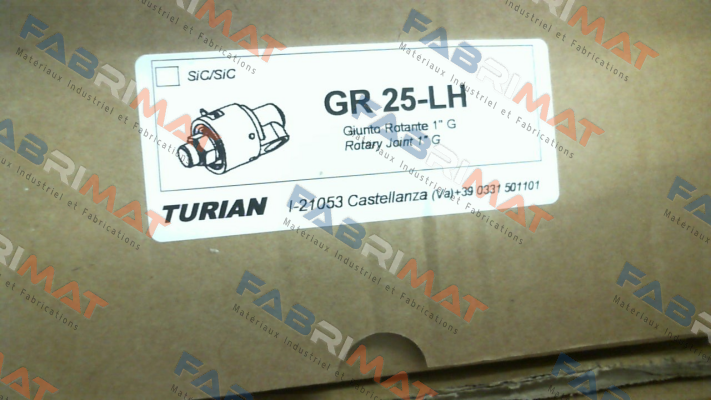 SiC/SiC
GR 25-LH
Giunto Rotante 1" G
Rotary Joint 1" G
TURIAN I-21053 Castellanza (Va)+39 0331 501101
FABRIMAT
Matériaux Industriel et Fabrications